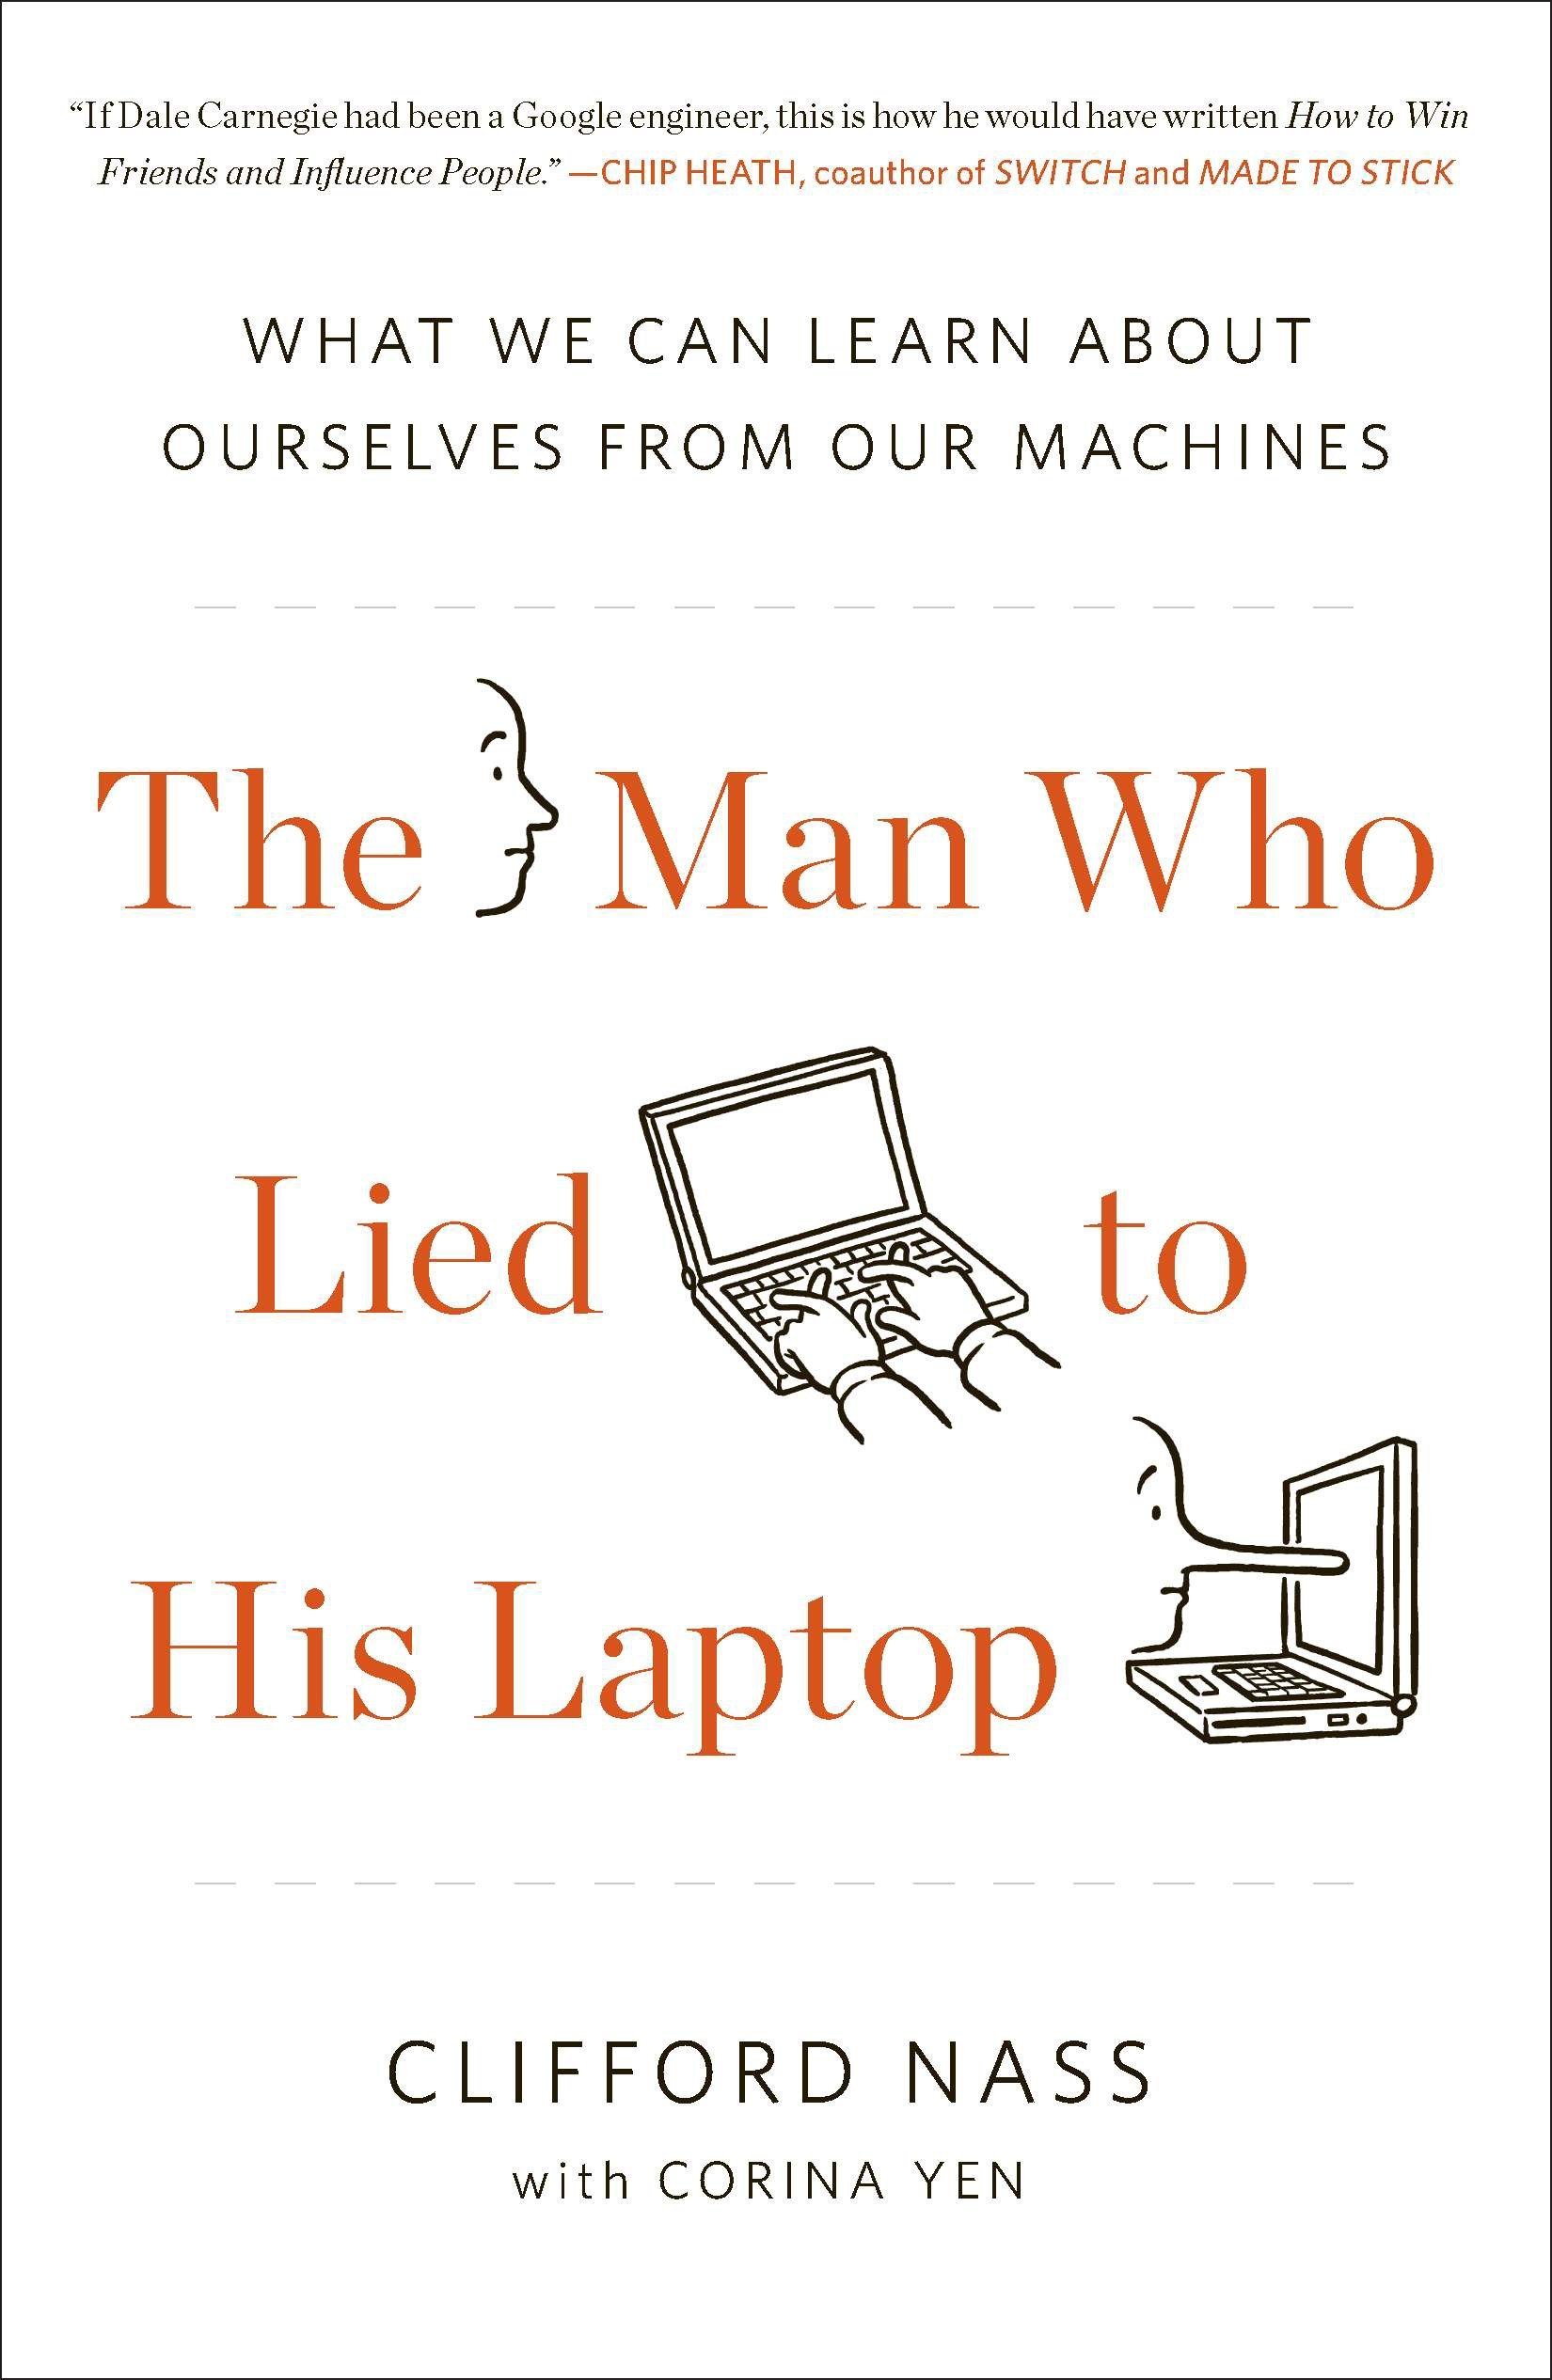 “If Dale Carnegie had been a Google engineer, this is how he would have written How to Win
Friends and Influence People.” —CHIP HEATH, coauthor of SWITCH and MADE TO STICK
WHAT WE CAN LEARN ABOUT
OURSELVES FROM OUR MACHINES
The Man Who
Lied to
His Laptop
CLIFFORD NASS
with CORINA YEN